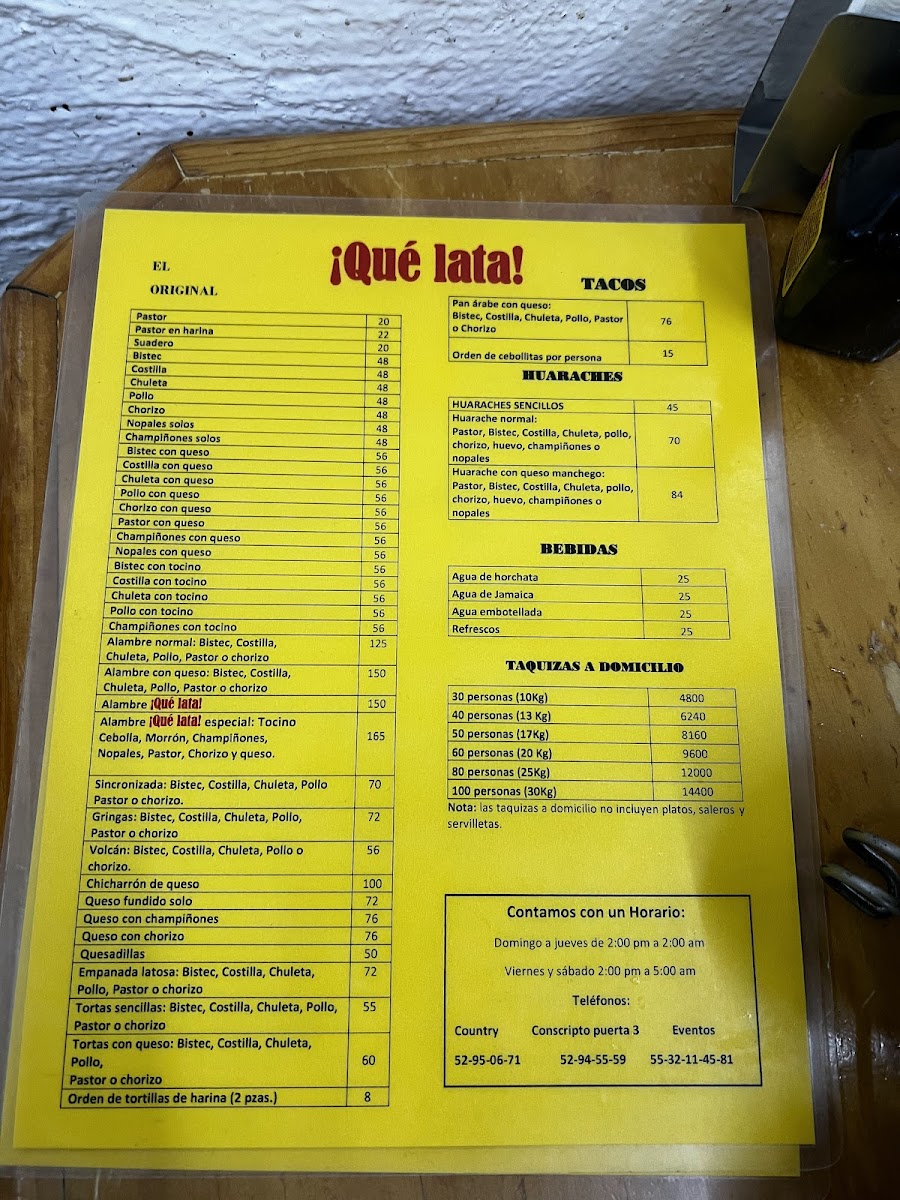 EL
ORIGINAL
¡Qué lata!
Pastor 20
Pastor en harina 22
Suadero 20
Bistec 48
Costilla 48
Chuleta 48
Pollo 48
Chorizo 48
Nopales solos 48
Champiñones solos 48
Bistec con queso 56
Costilla con queso 56
Chuleta con queso 56
Pollo con queso 56
Chorizo con queso 56
Pastor con queso 56
Champiñones con queso 56
Nopales con queso 56
Bistec con tocino 56
Costilla con tocino 56
Chuleta con tocino 56
Pollo con tocino 56
Champiñones con tocino 56
Alambre normal: Bistec, Costilla, 125
Chuleta, Pollo, Pastor o chorizo
Alambre con queso: Bistec, Costilla, 150
Chuleta, Pollo, Pastor o chorizo
Alambre ¡Qué lata! 150
Alambre ¡Qué lata! especial: Tocino
Cebolla, Morrón, Champiñones, 165
Nopales, Pastor, Chorizo y queso.
Sincronizada: Bistec, Costilla, Chuleta, Pollo 70
Pastor o chorizo.
Gringas: Bistec, Costilla, Chuleta, Pollo, 72
Pastor o chorizo
Volcán: Bistec, Costilla, Chuleta, Pollo o 56
chorizo.
Chicharrón de queso 100
Queso fundido solo 72
Queso con champiñones 76
Queso con chorizo 76
Quesadillas 50
Empanada latosa: Bistec, Costilla, Chuleta, 72
Pollo, Pastor o chorizo
Tortas sencillas: Bistec, Costilla, Chuleta, Pollo, 55
Pastor o chorizo
Tortas con queso: Bistec, Costilla, Chuleta,
Pollo, 60
Pastor o chorizo
Orden de tortillas de harina (2 pzas.) 8
TACOS
Pan árabe con queso:
Bistec, Costilla, Chuleta, Pollo, Pastor 76
o Chorizo
Orden de cebollitas por persona 15
HUARACHES
HUARACHES SENCILLOS 45
Huarache normal:
Pastor, Bistec, Costilla, Chuleta, pollo, 70
chorizo, huevo, champiñones o
nopales
Huarache con queso manchego:
Pastor, Bistec, Costilla, Chuleta, pollo, 84
chorizo, huevo, champiñones o
nopales
BEBIDAS
Agua de horchata 25
Agua de Jamaica 25
Agua embotellada 25
Refrescos 25
TAQUIZAS A DOMICILIO
30 personas (10Kg) 4800
40 personas (13 Kg) 6240
50 personas (17Kg) 8160
60 personas (20 Kg) 9600
80 personas (25Kg) 12000
100 personas (30Kg) 14400
Nota: las taquizas a domicilio no incluyen platos, saleros y
servilletas.
Contamos con un Horario:
Domingo a jueves de 2:00 pm a 2:00 am
Viernes y sábado 2:00 pm a 5:00 am
Teléfonos:
Country Conscripto puerta 3 Eventos
52-95-06-71 52-94-55-59 55-32-11-45-81